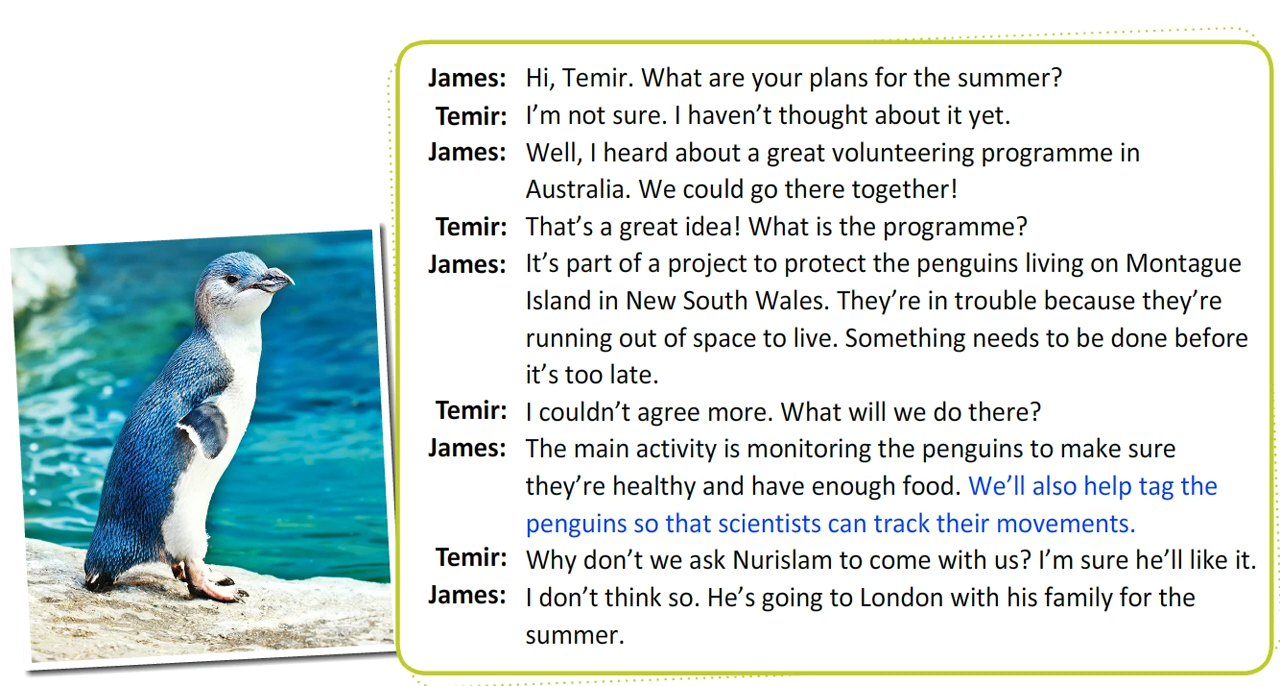 James: Hi, Temir. What are your plans for the summer?
Temir: I'm not sure. I haven't thought about it yet.
James: Well, I heard about a great volunteering programme in
Australia. We could go there together!
Temir: That's a great idea! What is the programme?
James: It's part of a project to protect the penguins living on Montague
Island in New South Wales. They're in trouble because they're
running out of space to live. Something needs to be done before
it's too late.
Temir: I couldn't agree more. What will we do there?
James: The main activity is monitoring the penguins to make sure
they're healthy and have enough food. We'll also help tag the
penguins so that scientists can track their movements.
Temir: Why don't we ask Nurislam to come with us? I'm sure he'll like it.
James: I don't think so. He's going to London with his family for the
summer.